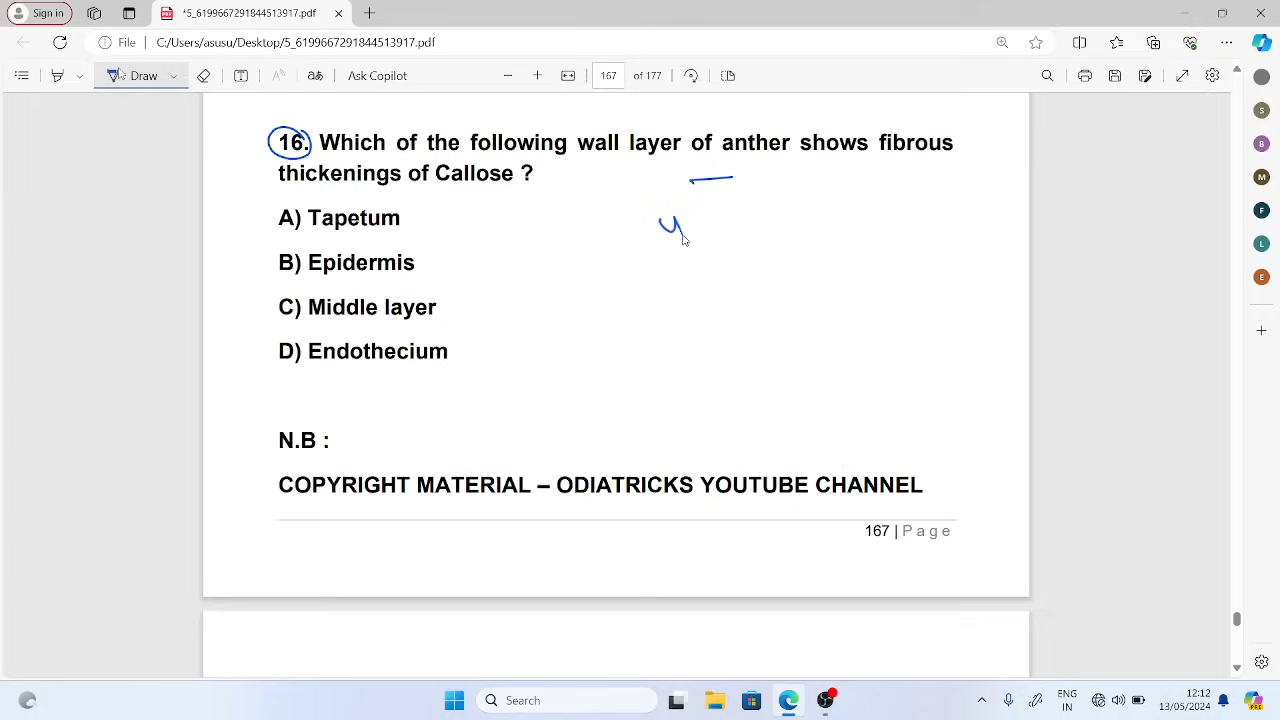 Sign in
*5_6199667291844513917.pdf
File C:/Users/asusu/Desktop/5_6199667291844513917.pdf
Draw Ask Copilot 167 of 177
16. Which of the following wall layer of anther shows fibrous
thickenings of Callose ?
A) Tapetum
B) Epidermis
C) Middle layer
D) Endothecium
N.B :
COPYRIGHT MATERIAL – ODIATRICKS YOUTUBE CHANNEL
167 | Page
S
B
M
F
L
E
Search
ENG
IN
12:12
13/05/2024